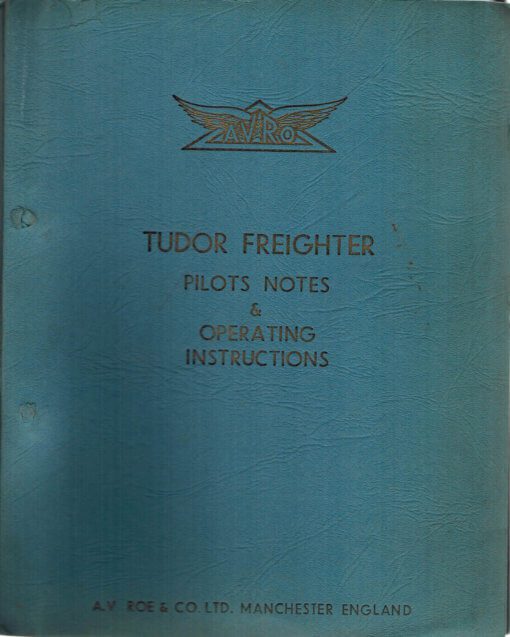 AVRO
TUDOR FREIGHTER
PILOTS NOTES
&
OPERATING
INSTRUCTIONS
A.V ROE & CO. LTD. MANCHESTER ENGLAND